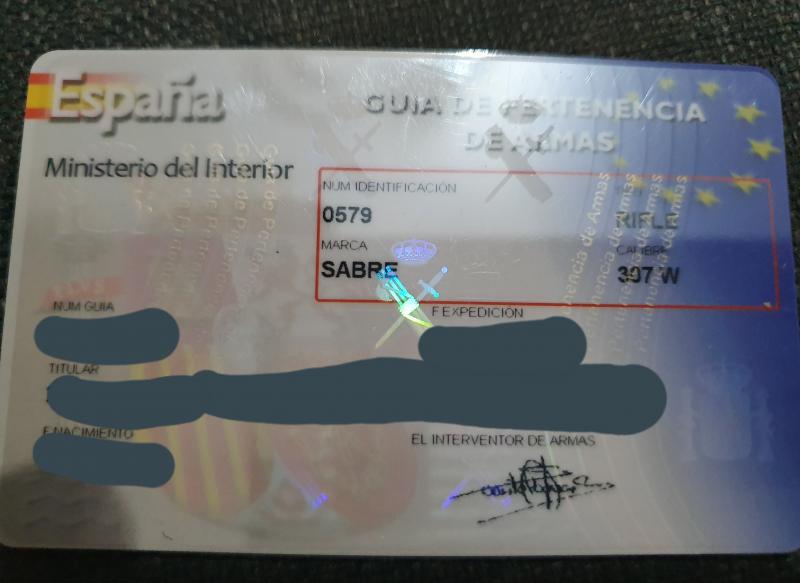 España
GUIA DE PERTENENCIA
DE ARMAS
Ministerio del Interior
NUM IDENTIFICACIÓN
0579
RIFLE
MARCA
CALIBRE
SABRE
307 W
NUM GUIA
F EXPEDICIÓN
TITULAR
F.NACIMIENTO
EL INTERVENTOR DE ARMAS